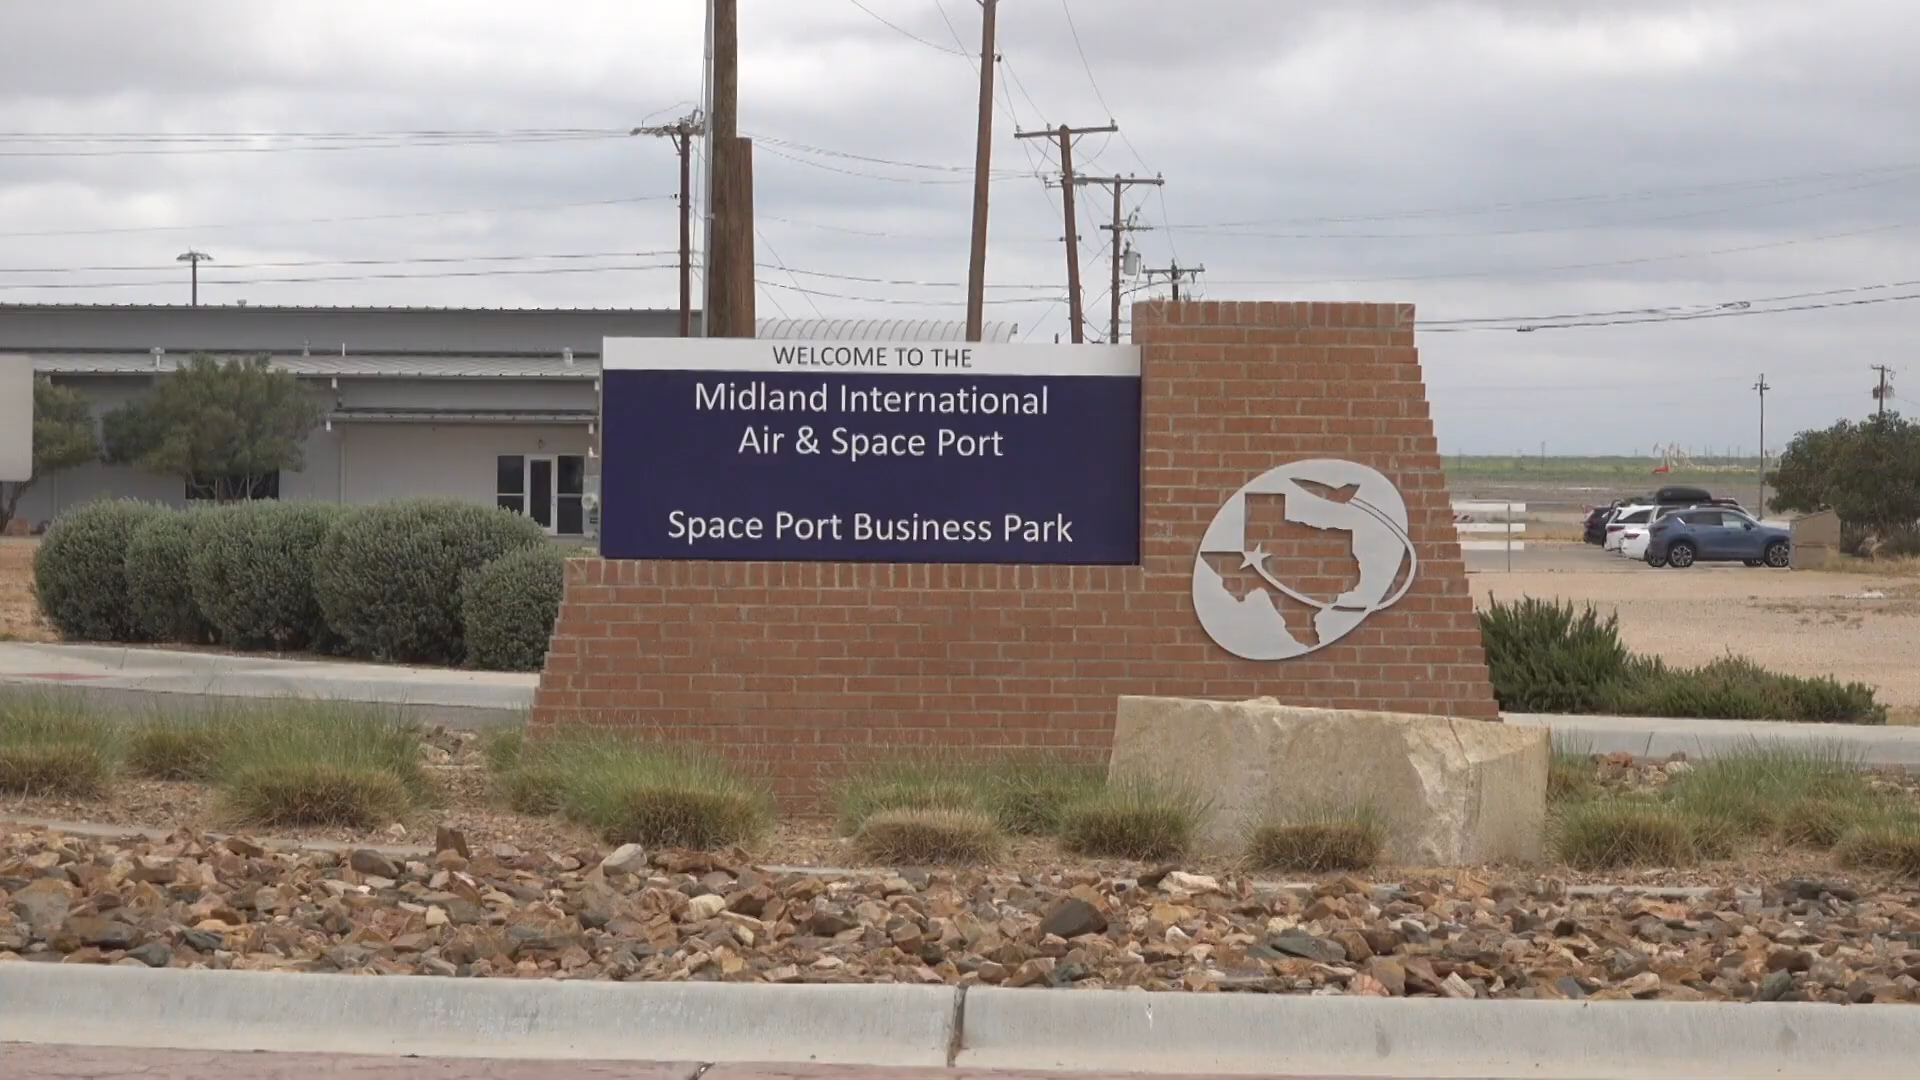 WELCOME TO THE
Midland International
Air & Space Port
Space Port Business Park